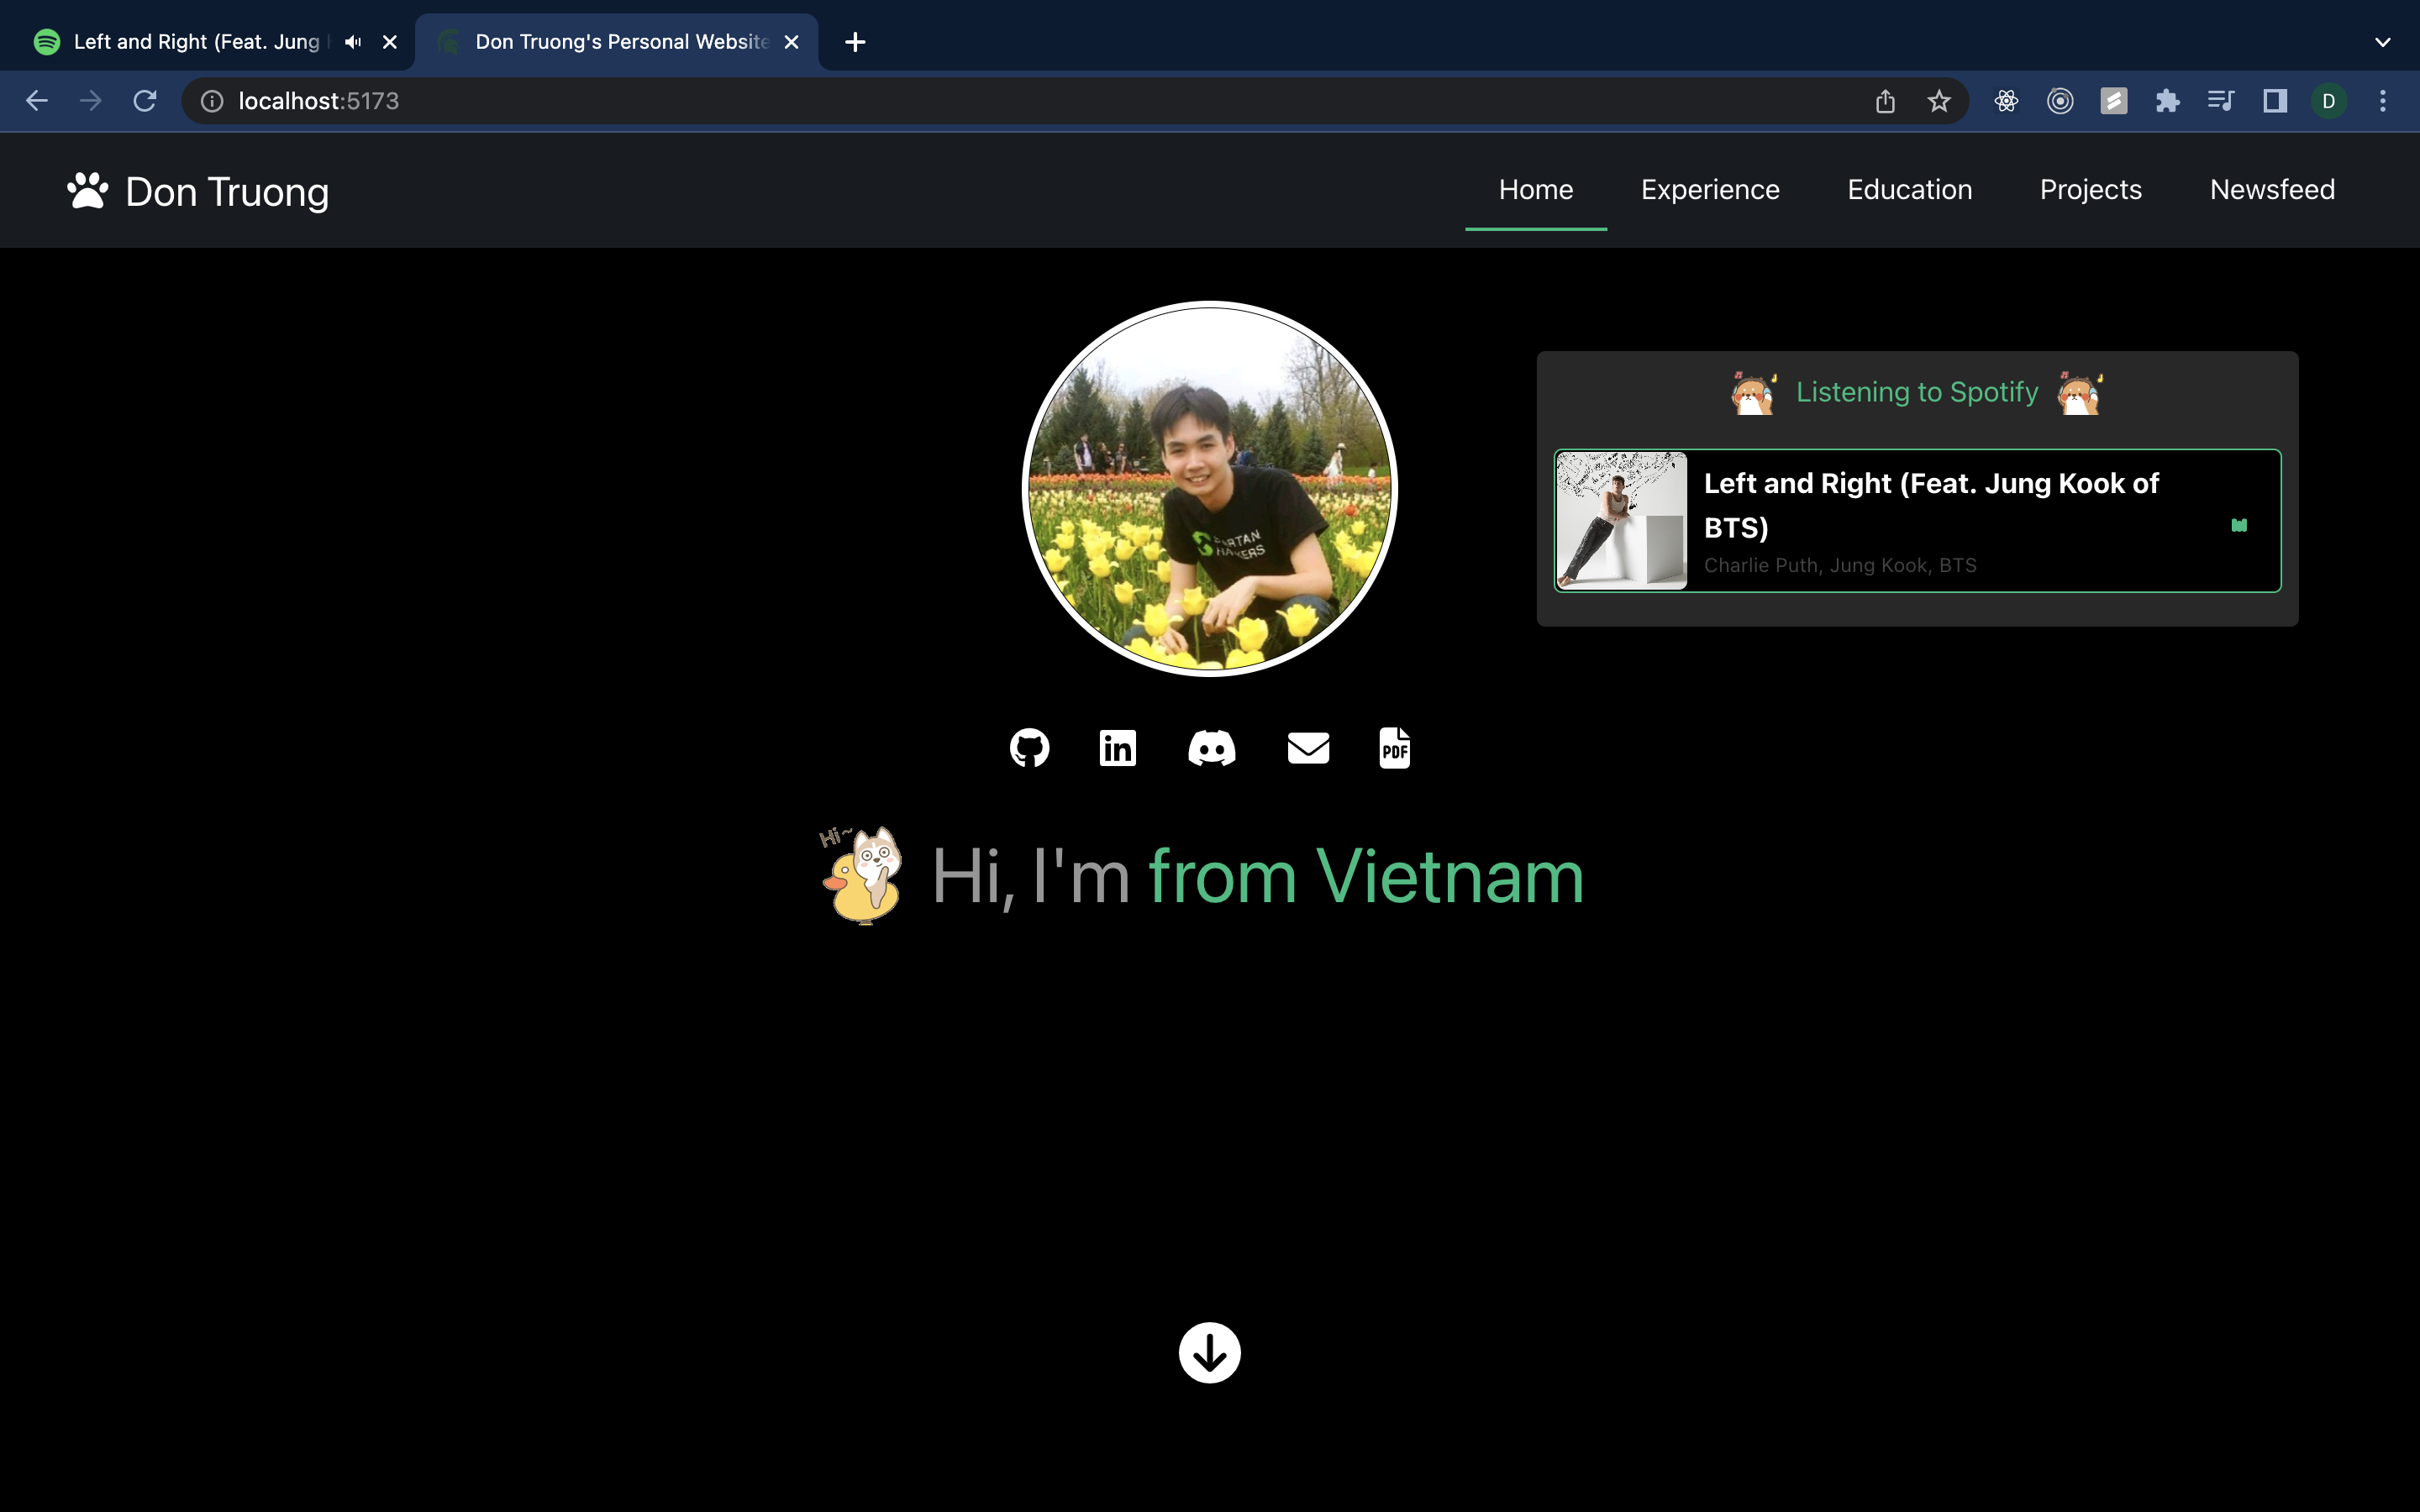 Left and Right (Feat. Jung
Don Truong's Personal Website
localhost:5173
D
Don Truong
Home
Experience
Education
Projects
Newsfeed
Listening to Spotify
Left and Right (Feat. Jung Kook of
BTS)
Charlie Puth, Jung Kook, BTS
SPARTAN
HACKERS
PDF
Hi~
Hi, I'm from Vietnam